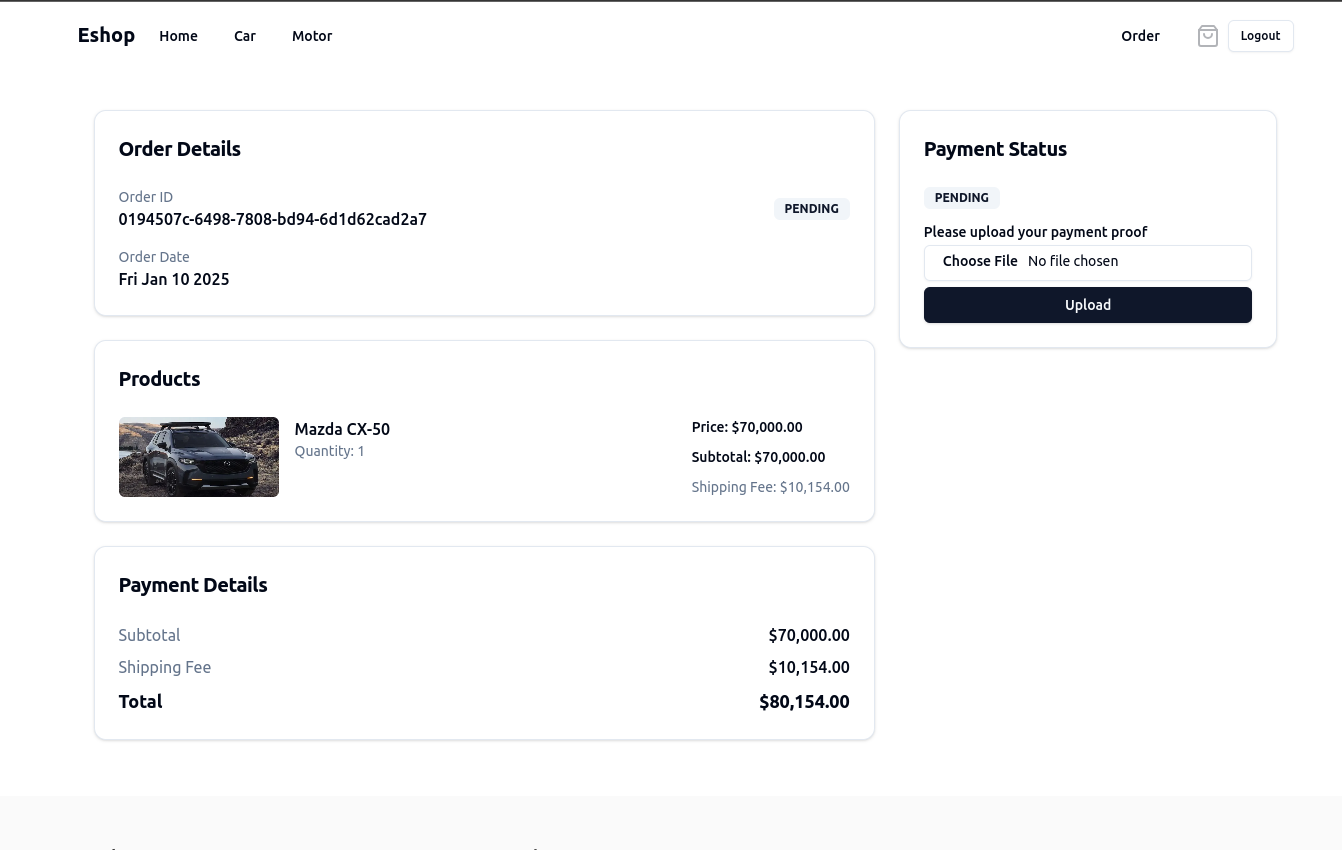 Eshop Home Car Motor Order Logout
Order Details
Order ID
0194507c-6498-7808-bd94-6d1d62cad2a7
PENDING
Order Date
Fri Jan 10 2025
Products
Mazda CX-50
Quantity: 1
Price: $70,000.00
Subtotal: $70,000.00
Shipping Fee: $10,154.00
Payment Details
Subtotal $70,000.00
Shipping Fee $10,154.00
Total $80,154.00
Payment Status
PENDING
Please upload your payment proof
Choose File No file chosen
Upload